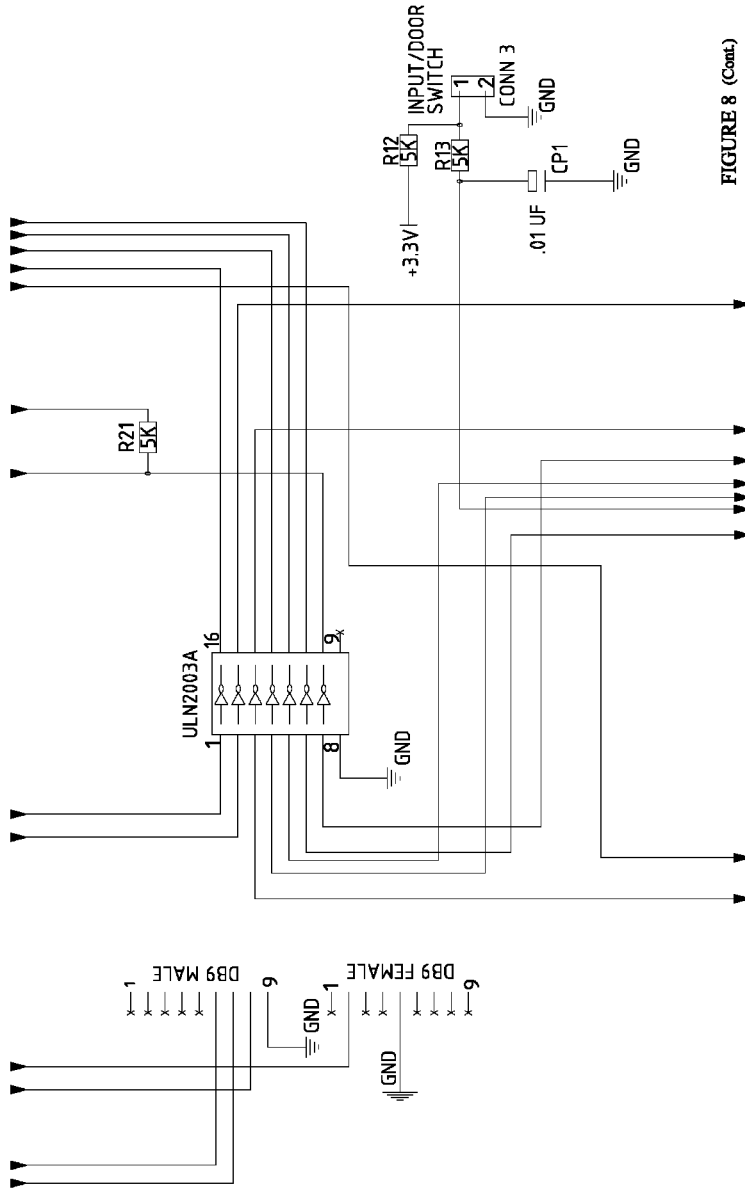 INPUT/DOOR
SWITCH
R12
5K
1
2
CONN 3
R13
5K
GND
+3.3V
CP1
.01 UF
GND
R21
5K
ULN2003A
16
1
9
8
GND
DB9 MALE
1
9
GND
DB9 FEMALE
1
9
GND
FIGURE 8 (Cont.)